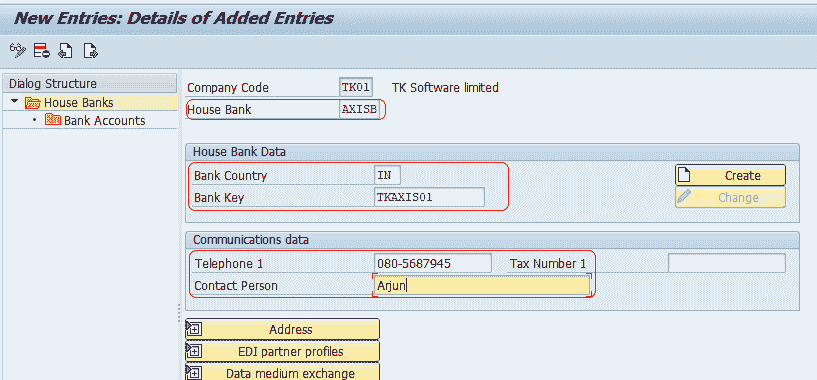 New Entries: Details of Added Entries
Dialog Structure
House Banks
Bank Accounts
Company Code TK01 TK Software limited
House Bank AXISB
House Bank Data
Bank Country IN
Create
Bank Key TKAXIS01
Change
Communications data
Telephone 1 080-5687945 Tax Number 1
Contact Person Arjun
Address
EDI partner profiles
Data medium exchange